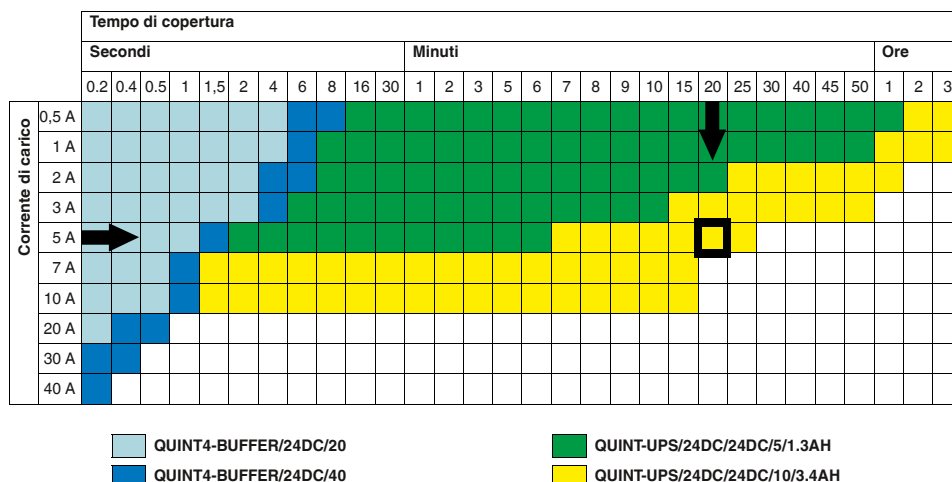 Tempo di copertura
Secondi Minuti Ore
0.2 0.4 0.5 1 1,5 2 4 6 8 16 30 1 2 3 5 6 7 8 9 10 15 20 25 30 40 45 50 1 2 3
Corrente di carico
0,5 A
1 A
2 A
3 A
5 A
7 A
10 A
20 A
30 A
40 A
QUINT4-BUFFER/24DC/20 QUINT-UPS/24DC/24DC/5/1.3AH
QUINT4-BUFFER/24DC/40 QUINT-UPS/24DC/24DC/10/3.4AH